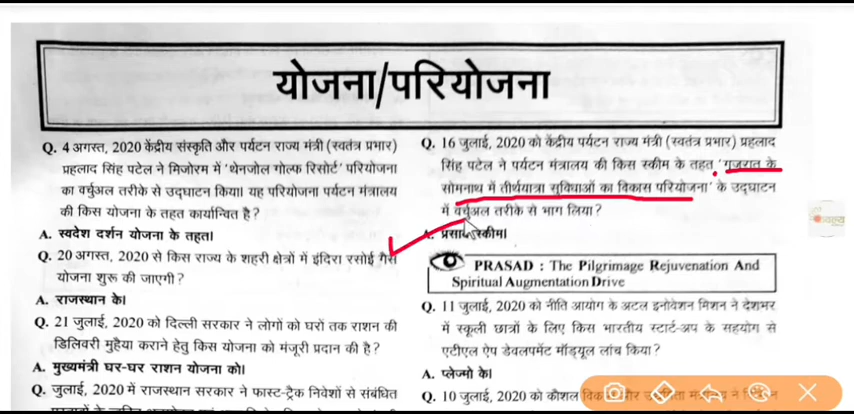 योजना/परियोजना
Q. 4 अगस्त, 2020 केंद्रीय संस्कृति और पर्यटन राज्य मंत्री (स्वतंत्र प्रभार)
प्रहलाद सिंह पटेल ने मिजोरम में 'थेनजोल गोल्फ रिसोर्ट' परियोजना
का वर्चुअल तरीके से उद्घाटन किया। यह परियोजना पर्यटन मंत्रालय
की किस योजना के तहत कार्यान्वित है?
A. स्वदेश दर्शन योजना के तहत।
Q. 20 अगस्त, 2020 से किस राज्य के शहरी क्षेत्रों में इंदिरा रसोई गैस
योजना शुरू की जाएगी?
A. राजस्थान के।
Q. 21 जुलाई, 2020 को दिल्ली सरकार ने लोगों को घरों तक राशन की
डिलिवरी मुहैया कराने हेतु किस योजना को मंजूरी प्रदान की है?
A. मुख्यमंत्री घर-घर राशन योजना को।
Q. जुलाई, 2020 में राजस्थान सरकार ने फास्ट-ट्रैक निवेशों से संबंधित
Q. 16 जुलाई, 2020 को केंद्रीय पर्यटन राज्य मंत्री (स्वतंत्र प्रभार) प्रहलाद
सिंह पटेल ने पर्यटन मंत्रालय की किस स्कीम के तहत 'गुजरात के
सोमनाथ में तीर्थयात्रा सुविधाओं का विकास परियोजना' के उद्घाटन
में वर्चुअल तरीके से भाग लिया?
A. प्रसाद स्कीम।
PRASAD : The Pilgrimage Rejuvenation And
Spiritual Augmentation Drive
Q. 11 जुलाई, 2020 को नीति आयोग के अटल इनोवेशन मिशन ने देशभर
में स्कूली छात्रों के लिए किस भारतीय स्टार्ट-अप के सहयोग से
एटीएल ऐप डेवलपमेंट मॉड्यूल लांच किया?
A. प्लेज्मो के।
Q. 10 जुलाई, 2020 को कौशल